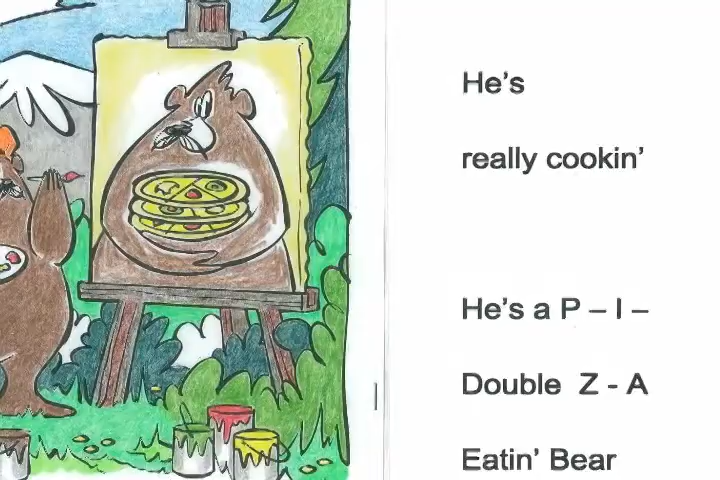 He's
really cookin'
He's a P – I –
Double Z - A
Eatin' Bear